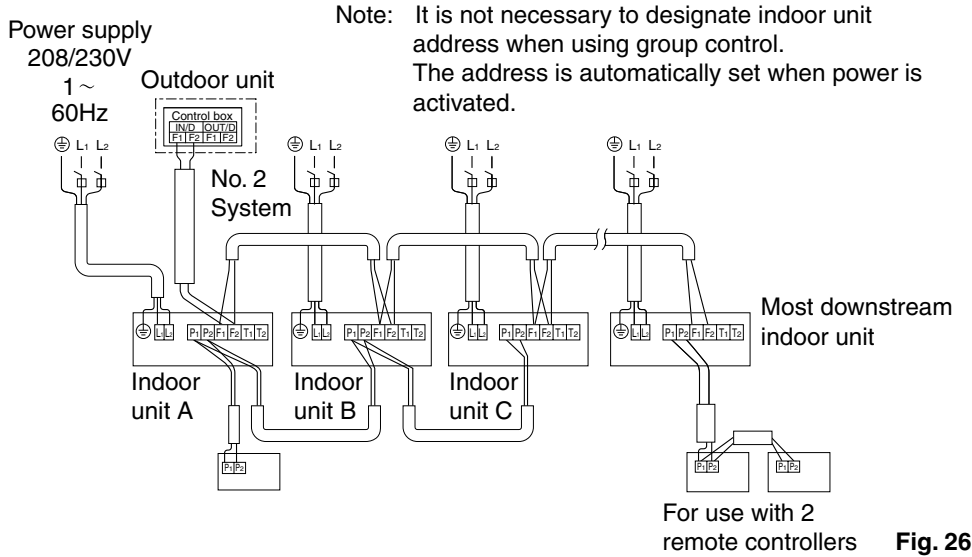 Note: It is not necessary to designate indoor unit
address when using group control.
The address is automatically set when power is
activated.
Power supply
208/230V
1～
60Hz
Outdoor unit
Control box
IN/D OUT/D
F1 F2 F1 F2
L1 L2
L1 L2
L1 L2
L1 L2
No. 2
System
L1 L2 P1 P2 F1 F2 T1 T2
L1 L2 P1 P2 F1 F2 T1 T2
L1 L2 P1 P2 F1 F2 T1 T2
L1 L2 P1 P2 F1 F2 T1 T2
Most downstream
indoor unit
Indoor
unit A
Indoor
unit B
Indoor
unit C
P1 P2
P1 P2
P1 P2
For use with 2
remote controllers
Fig. 26